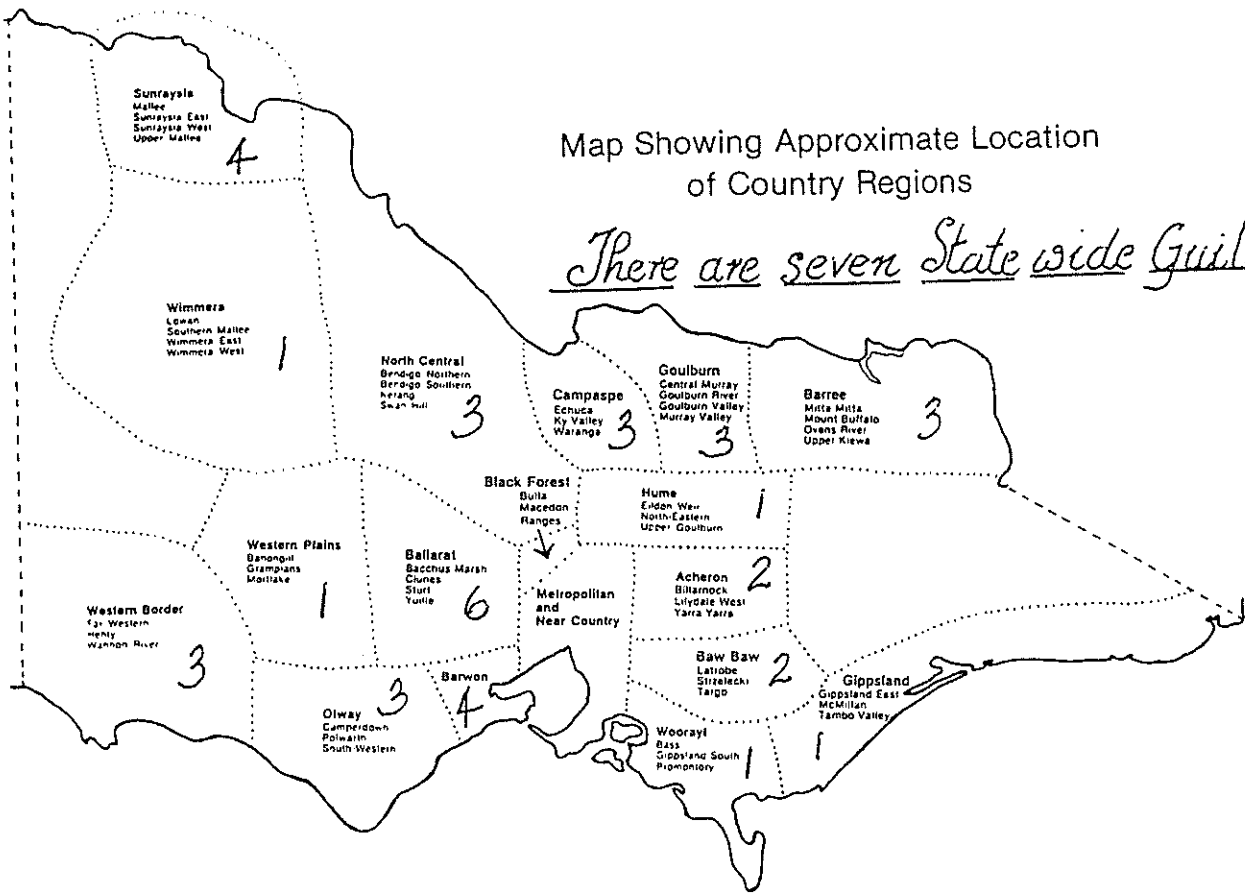 Map Showing Approximate Location
of Country Regions
There are seven State wide Guil
Sunraysia
Mallee
Sunraysia East
Sunraysia West
Upper Mallee
4
Wimmera
Lowan
Southern Mallee
Wimmera East
Wimmera West
1
North Central
Bendigo Northern
Bendigo Southern
Kerang
Swan Hill
3
Campaspe
Echuca
Ky Valley
Waranga
3
Goulburn
Central Murray
Goulburn River
Goulburn Valley
Murray Valley
3
Barree
Mitta Mitta
Mount Buffalo
Ovens River
Upper Kiewa
3
Black Forest
Bulla
Macedon
Ranges
Hume
Eildon Weir
North-Eastern
Upper Goulburn
1
Western Plains
Banongill
Grampians
Mortlake
1
Ballarat
Bacchus Marsh
Clunes
Sturt
Yuille
6
Metropolitan
and
Near Country
Acheron
Billarnock
Lilydale West
Yarra Yarra
2
Western Border
Far Western
Henty
Wannon River
3
Otway
Camperdown
Polwarth
South Western
3
Barwon
4
Baw Baw
Latrobe
Strzelecki
Targo
2
Gippsland
Gippsland East
McMillan
Tambo Valley
1
Woorayl
Bass
Gippsland South
Promontory
1